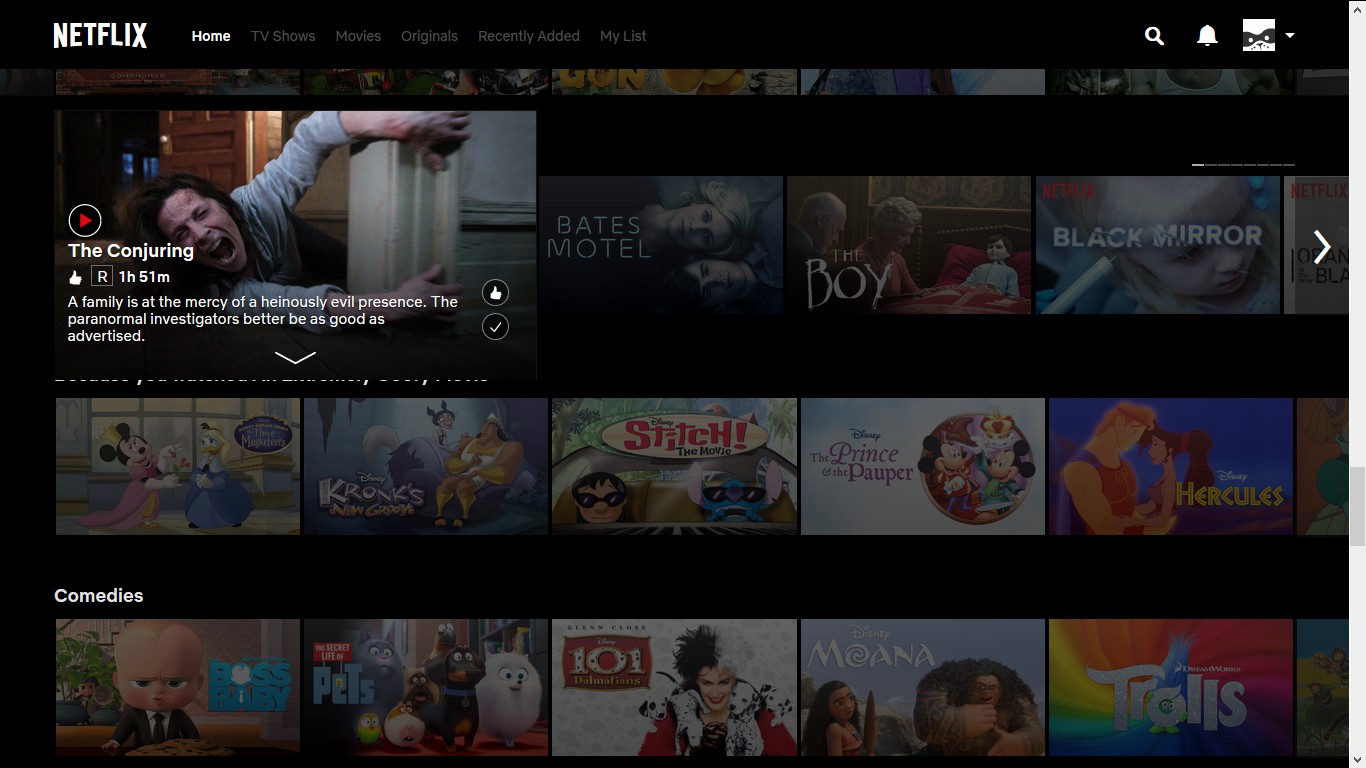 NETFLIX
Home
TV Shows
Movies
Originals
Recently Added
My List
The Conjuring
R 1h 51m
A family is at the mercy of a heinously evil presence. The
paranormal investigators better be as good as
advertised.
BATES
MOTEL
THE
BOY
NETFLIX
BLACK MIRROR
NETFLIX
Disney
Three
Musketeers
Disney
KRONK'S
NEW GROOVE
Disney
STITCH!
THE MOVIE
Disney
The Prince
& the Pauper
Disney
HERCULES
Comedies
BOSS
BABY
THE SECRET
LIFE OF
PETS
GLENN CLOSE
Disney
101
Dalmatians
Disney
MOANA
DREAMWORKS
Trolls